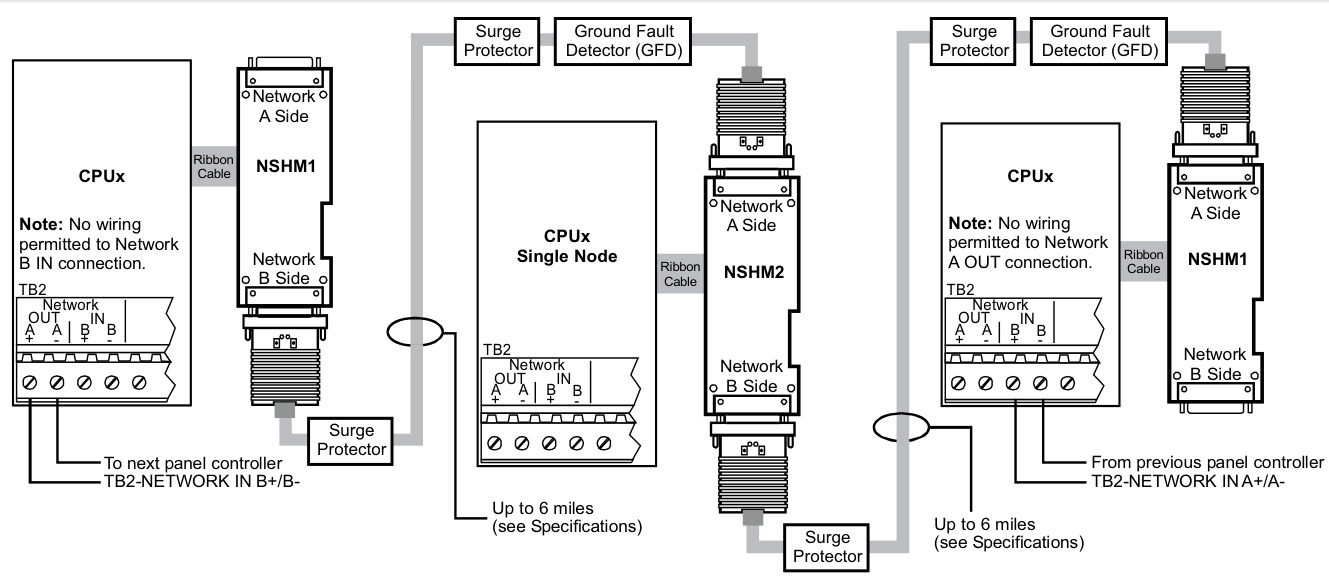 Surge
Protector
Ground Fault
Detector (GFD)
Surge
Protector
Ground Fault
Detector (GFD)
CPUx
Note: No wiring
permitted to Network
B IN connection.
TB2
Network
OUT IN
A A B B
+ - + -
Ribbon
Cable
Network
A Side
NSHM1
Network
B Side
Surge
Protector
To next panel controller
TB2-NETWORK IN B+/B-
CPUx
Single Node
TB2
Network
OUT IN
A A B B
+ - + -
Ribbon
Cable
Network
A Side
NSHM2
Network
B Side
Up to 6 miles
(see Specifications)
Surge
Protector
CPUx
Note: No wiring
permitted to Network
A OUT connection.
TB2
Network
OUT IN
A A B B
+ - + -
Ribbon
Cable
Network
A Side
NSHM1
Network
B Side
From previous panel controller
TB2-NETWORK IN A+/A-
Up to 6 miles
(see Specifications)